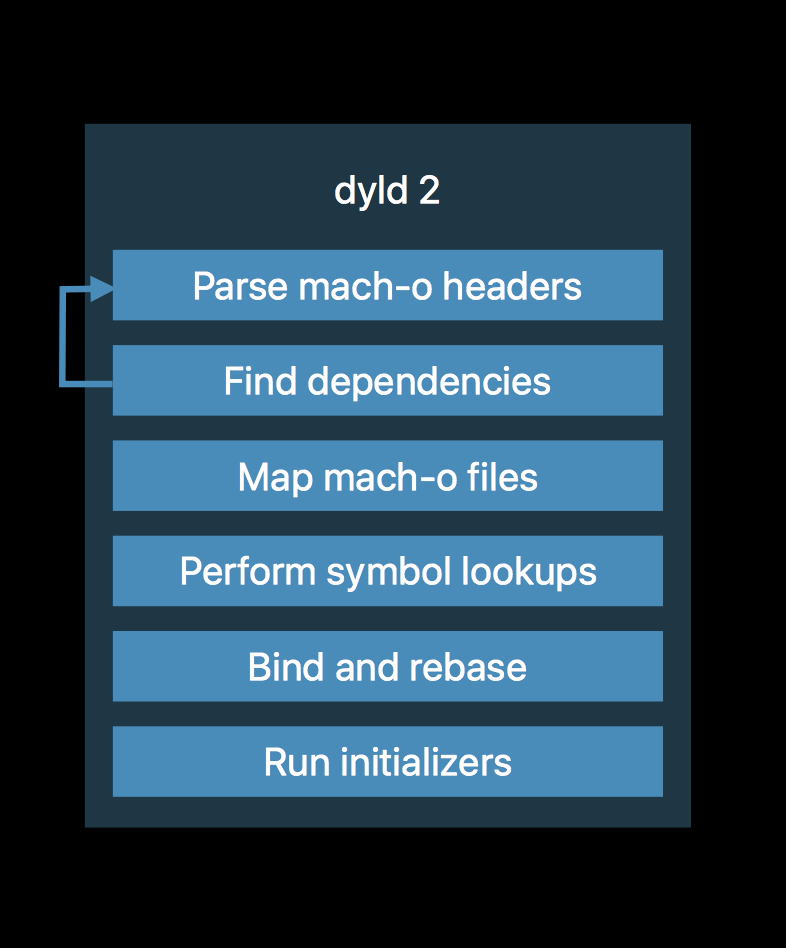 dyld 2
Parse mach-o headers
Find dependencies
Map mach-o files
Perform symbol lookups
Bind and rebase
Run initializers